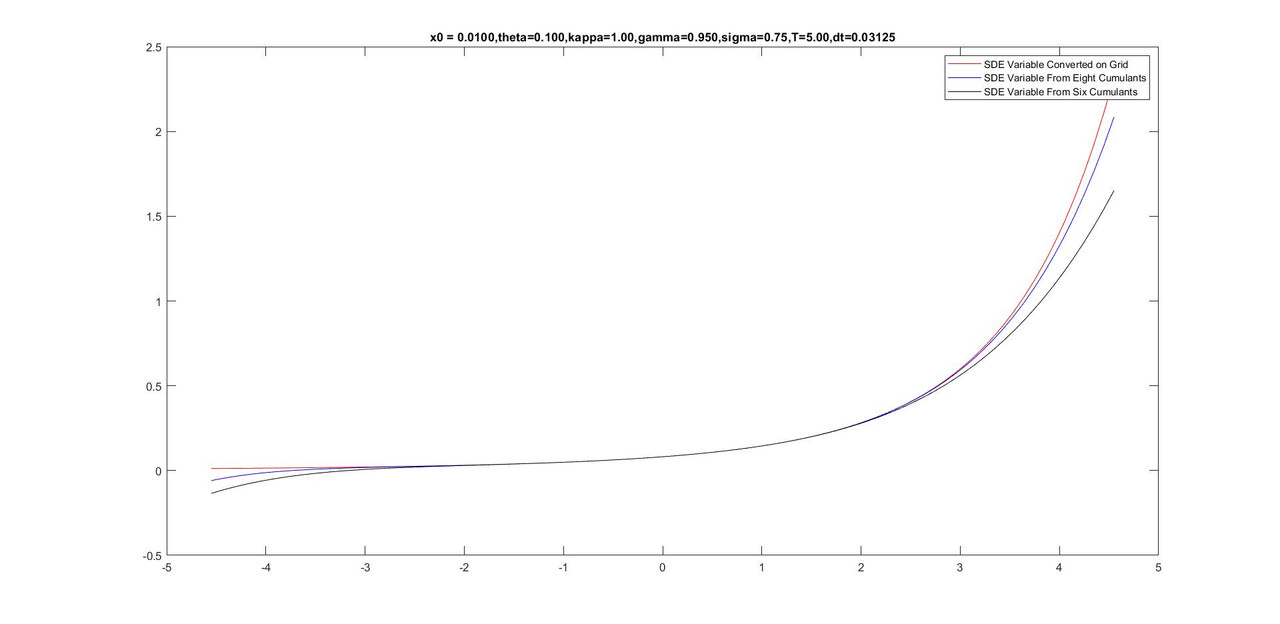 x0 = 0.0100,theta=0.100,kappa=1.00,gamma=0.950,sigma=0.75,T=5.00,dt=0.03125
2.5
SDE Variable Converted on Grid
SDE Variable From Eight Cumulants
SDE Variable From Six Cumulants
2
1.5
1
0.5
0
-0.5
-5 -4 -3 -2 -1 0 1 2 3 4 5